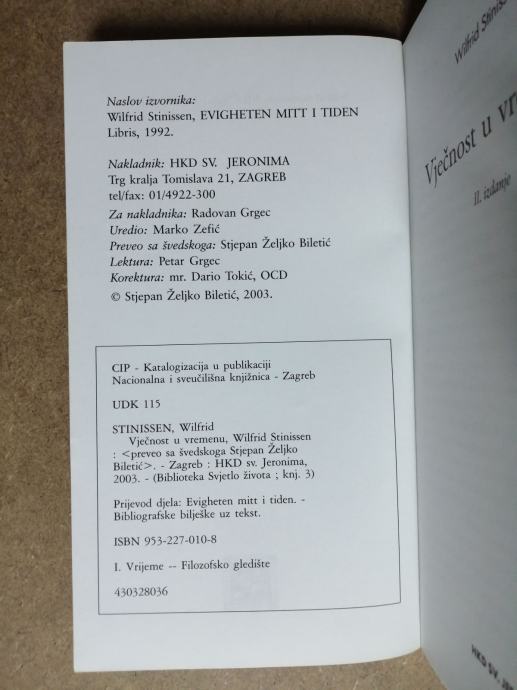 Naslov izvornika:
Wilfrid Stinissen, EVIGHETEN MITT I TIDEN
Libris, 1992.
Nakladnik: HKD SV. JERONIMA
Trg kralja Tomislava 21, ZAGREB
tel/fax: 01/4922-300
Za nakladnika: Radovan Grgec
Uredio: Marko Zefić
Preveo sa švedskoga: Stjepan Željko Biletić
Lektura: Petar Grgec
Korektura: mr. Dario Tokić, OCD
© Stjepan Željko Biletić, 2003.
CIP - Katalogizacija u publikaciji
Nacionalna i sveučilišna knjižnica - Zagreb
UDK 115
STINISSEN, Wilfrid
Vječnost u vremenu, Wilfrid Stinissen
: <preveo sa švedskoga Stjepan Željko
Biletić>. - Zagreb : HKD sv. Jeronima,
2003. - (Biblioteka Svjetlo života ; knj. 3)
Prijevod djela: Evigheten mitt i tiden. -
Bibliografske bilješke uz tekst.
ISBN 953-227-010-8
I. Vrijeme -- Filozofsko gledište
430328036
Wilfrid
Vječnost u
II. izdanje
HKD SV.